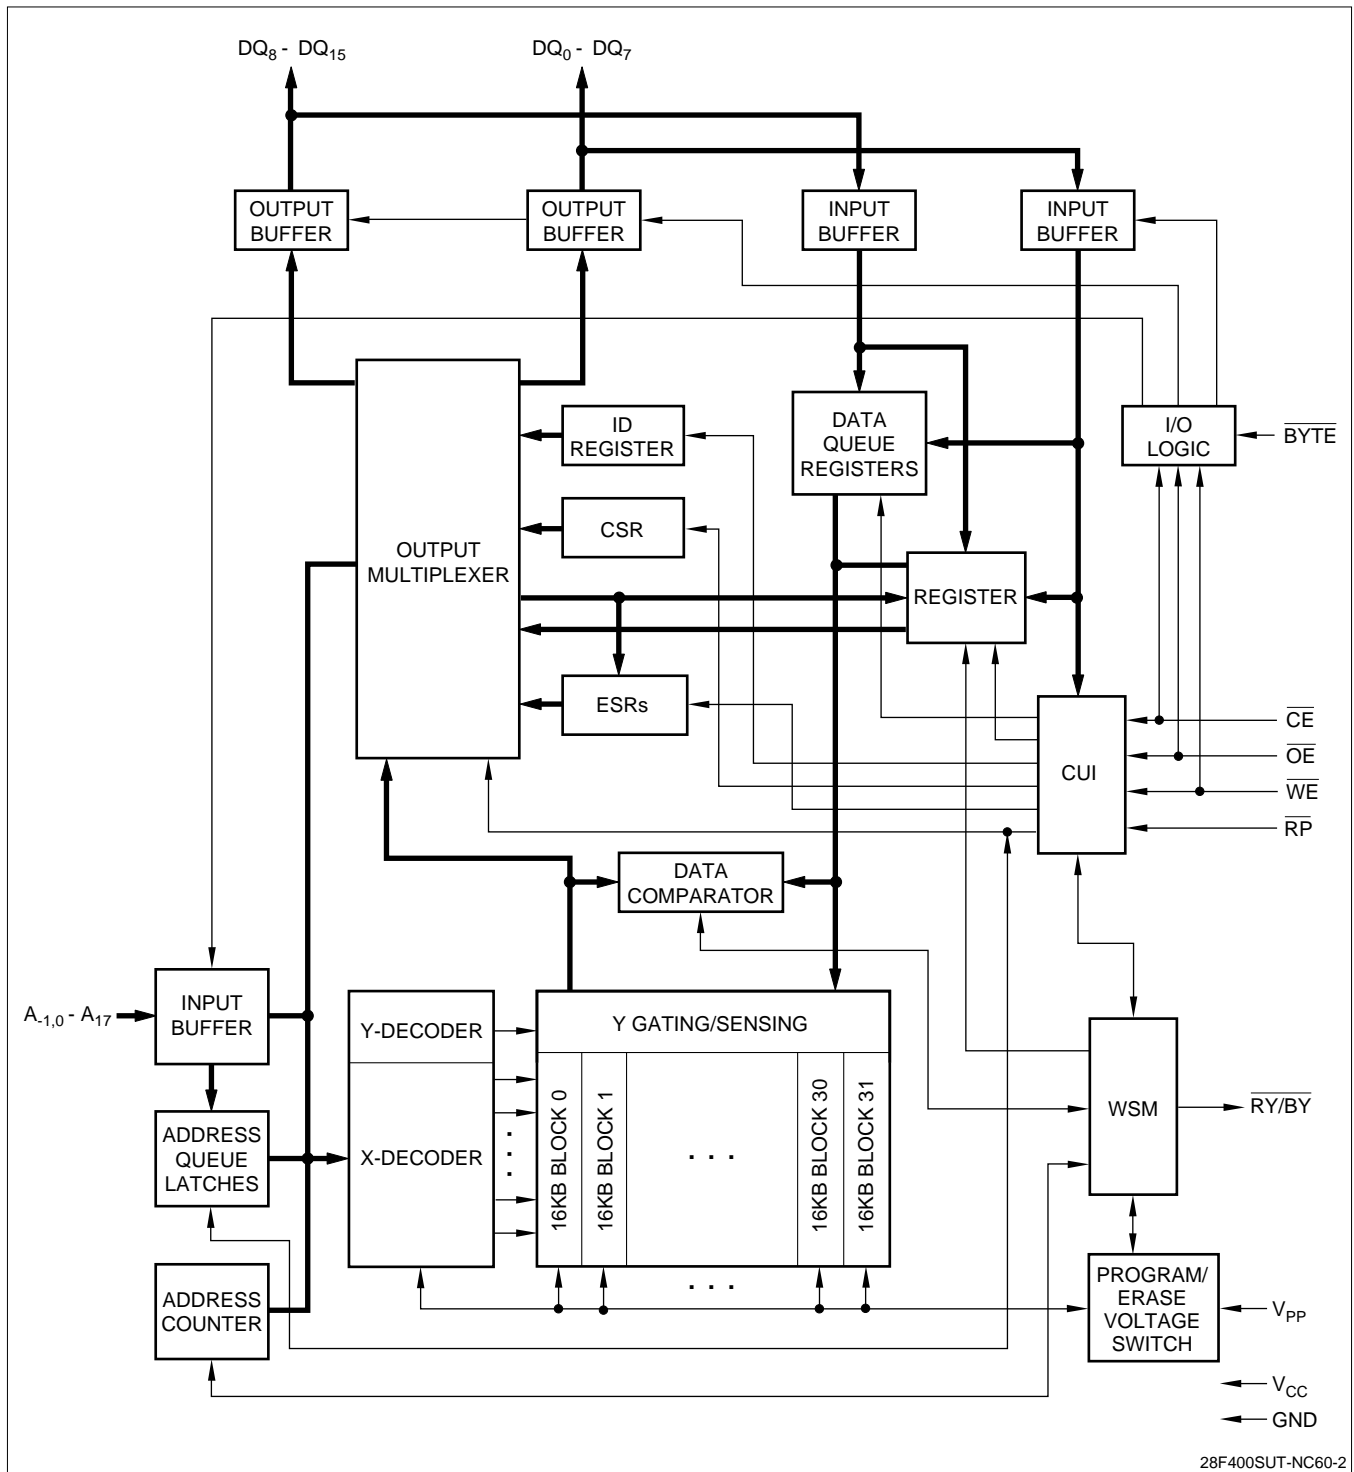 DQ8 - DQ15
DQ0 - DQ7
OUTPUT
BUFFER
OUTPUT
BUFFER
INPUT
BUFFER
INPUT
BUFFER
ID
REGISTER
DATA
QUEUE
REGISTERS
I/O
LOGIC
BYTE
CSR
OUTPUT
MULTIPLEXER
REGISTER
ESRs
CUI
CE
OE
WE
RP
DATA
COMPARATOR
A-1,0 - A17
INPUT
BUFFER
Y-DECODER
Y GATING/SENSING
ADDRESS
QUEUE
LATCHES
X-DECODER
16KB BLOCK 0
16KB BLOCK 1
. . .
16KB BLOCK 30
16KB BLOCK 31
WSM
RY/BY
. . .
ADDRESS
COUNTER
PROGRAM/
ERASE
VOLTAGE
SWITCH
VPP
VCC
GND
28F400SUT-NC60-2